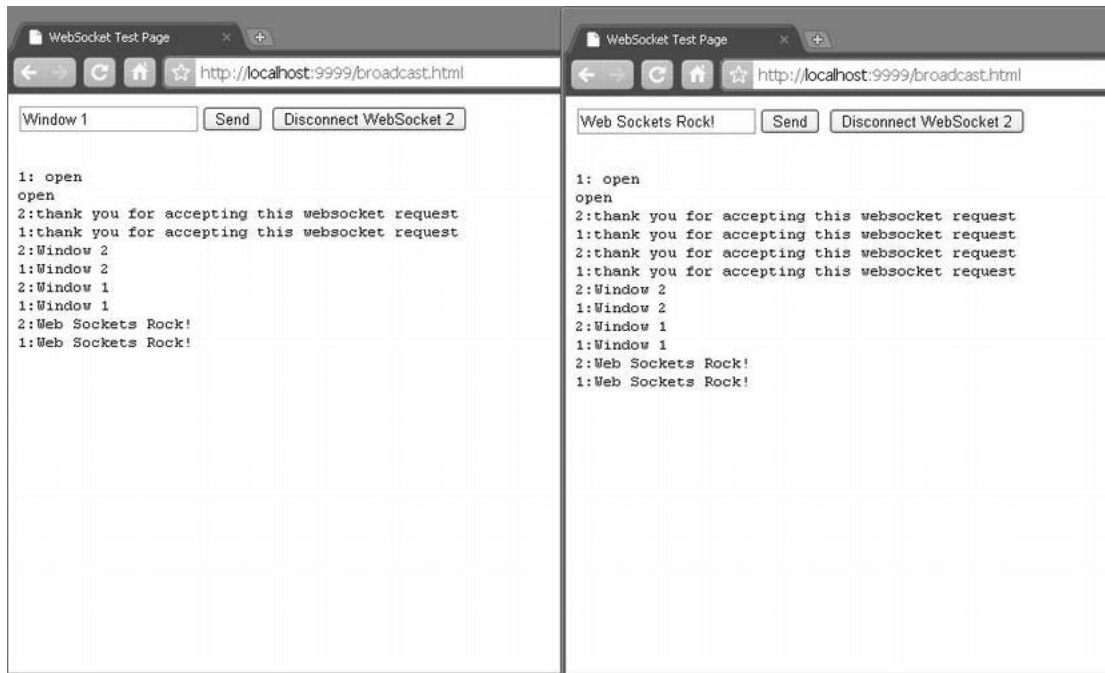 WebSocket Test Page
http://localhost:9999/broadcast.html
Window 1 Send Disconnect WebSocket 2
1: open
open
2:thank you for accepting this websocket request
1:thank you for accepting this websocket request
2:Window 2
1:Window 2
2:Window 1
1:Window 1
2:Web Sockets Rock!
1:Web Sockets Rock!
WebSocket Test Page
http://localhost:9999/broadcast.html
Web Sockets Rock! Send Disconnect WebSocket 2
1: open
open
2:thank you for accepting this websocket request
1:thank you for accepting this websocket request
2:thank you for accepting this websocket request
1:thank you for accepting this websocket request
2:Window 2
1:Window 2
2:Window 1
1:Window 1
2:Web Sockets Rock!
1:Web Sockets Rock!